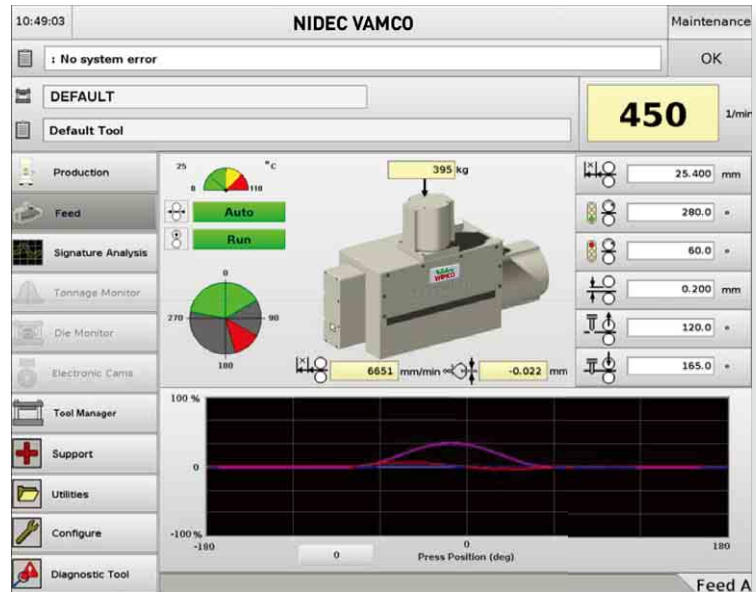 10:49:03
NIDEC VAMCO
Maintenance
: No system error
OK
DEFAULT
Default Tool
450 1/min
Production
Feed
Signature Analysis
Tonnage Monitor
Die Monitor
Electronic Cams
Tool Manager
Support
Utilities
Configure
Diagnostic Tool
25 °C
0 110
Auto
Run
0
270 90
180
395 kg
VAMCO
6651 mm/min
-0.022 mm
25.400 mm
280.0 °
60.0 °
0.200 mm
120.0 °
165.0 °
100 %
0
-100 %
-180 0 180
0
Press Position (deg)
Feed A